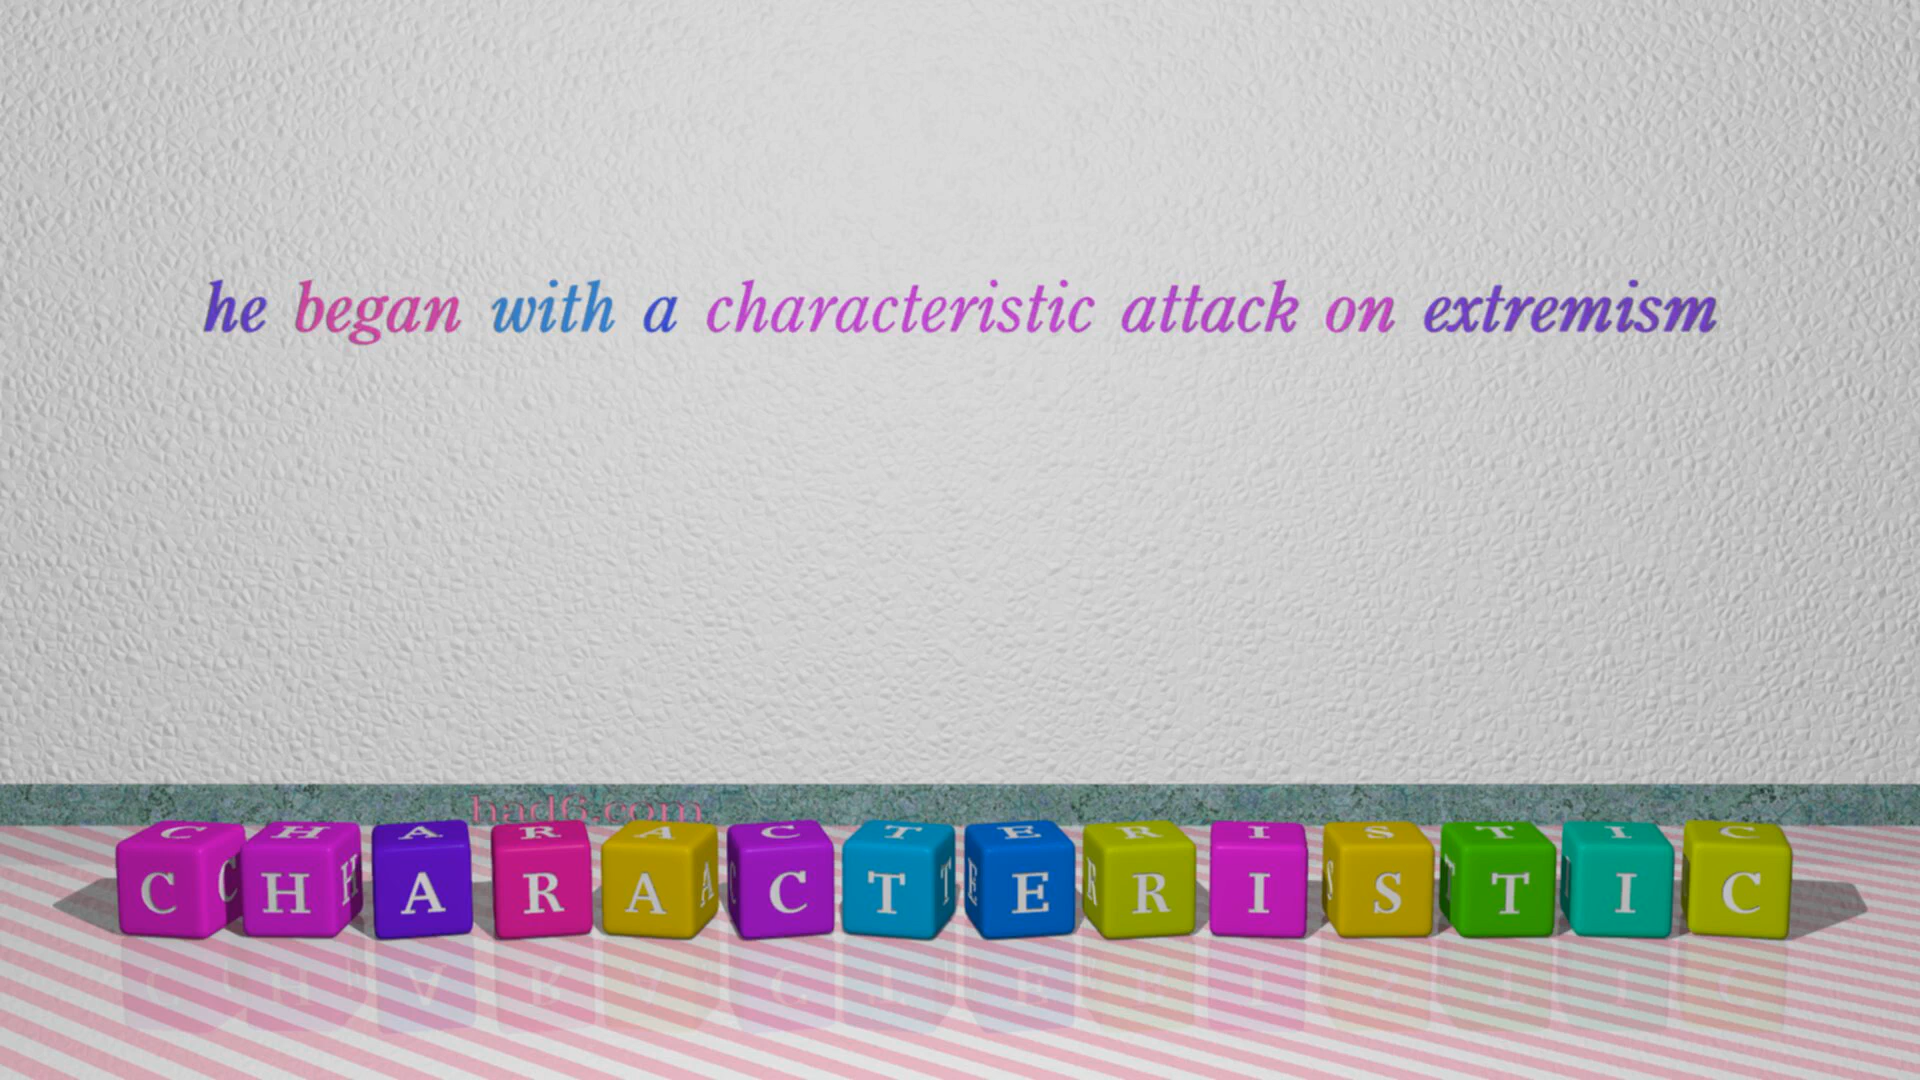 he began with a characteristic attack on extremism
had6.com
CHARACTERISTIC